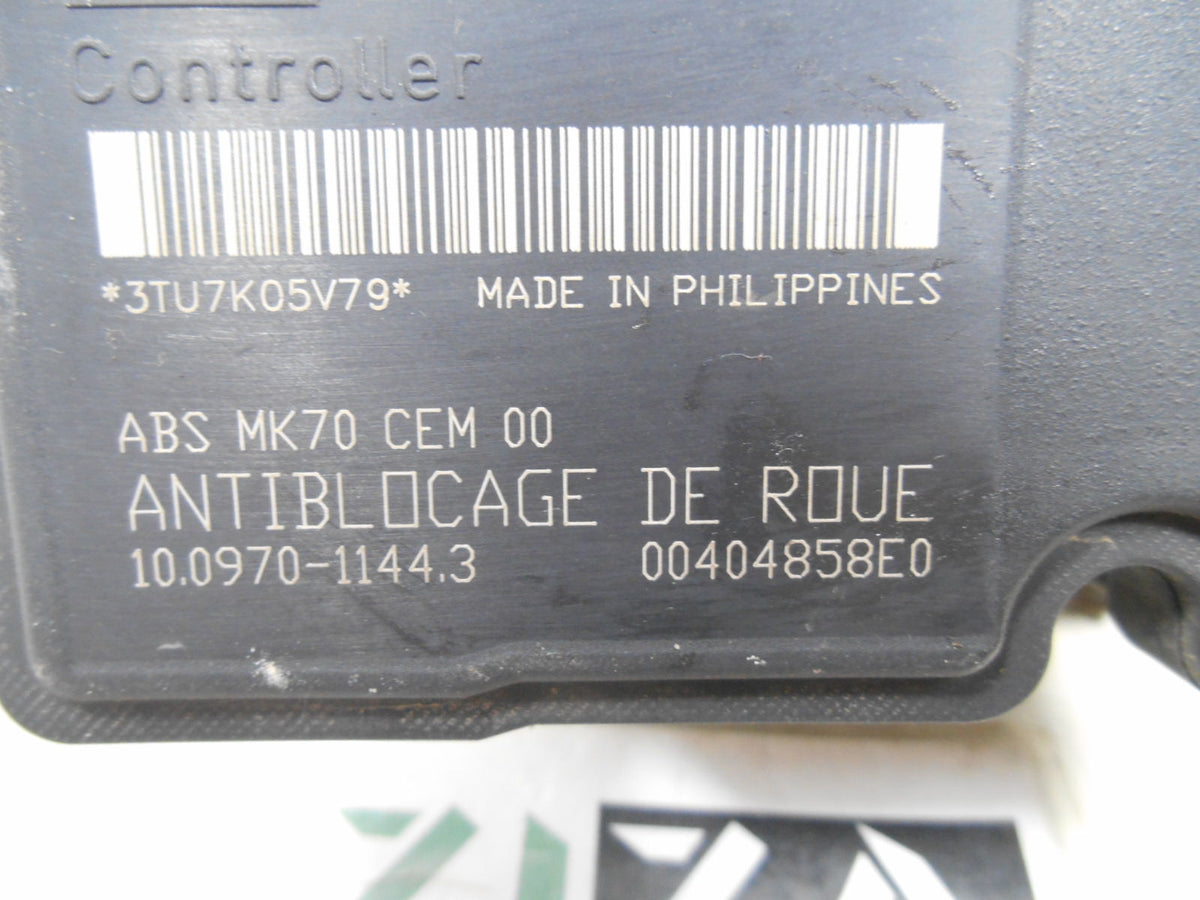 Controller
*3TU7K05V79* MADE IN PHILIPPINES
ABS MK70 CEM 00
ANTIBLOCAGE DE ROUE
10.0970-1144.3 00404858E0